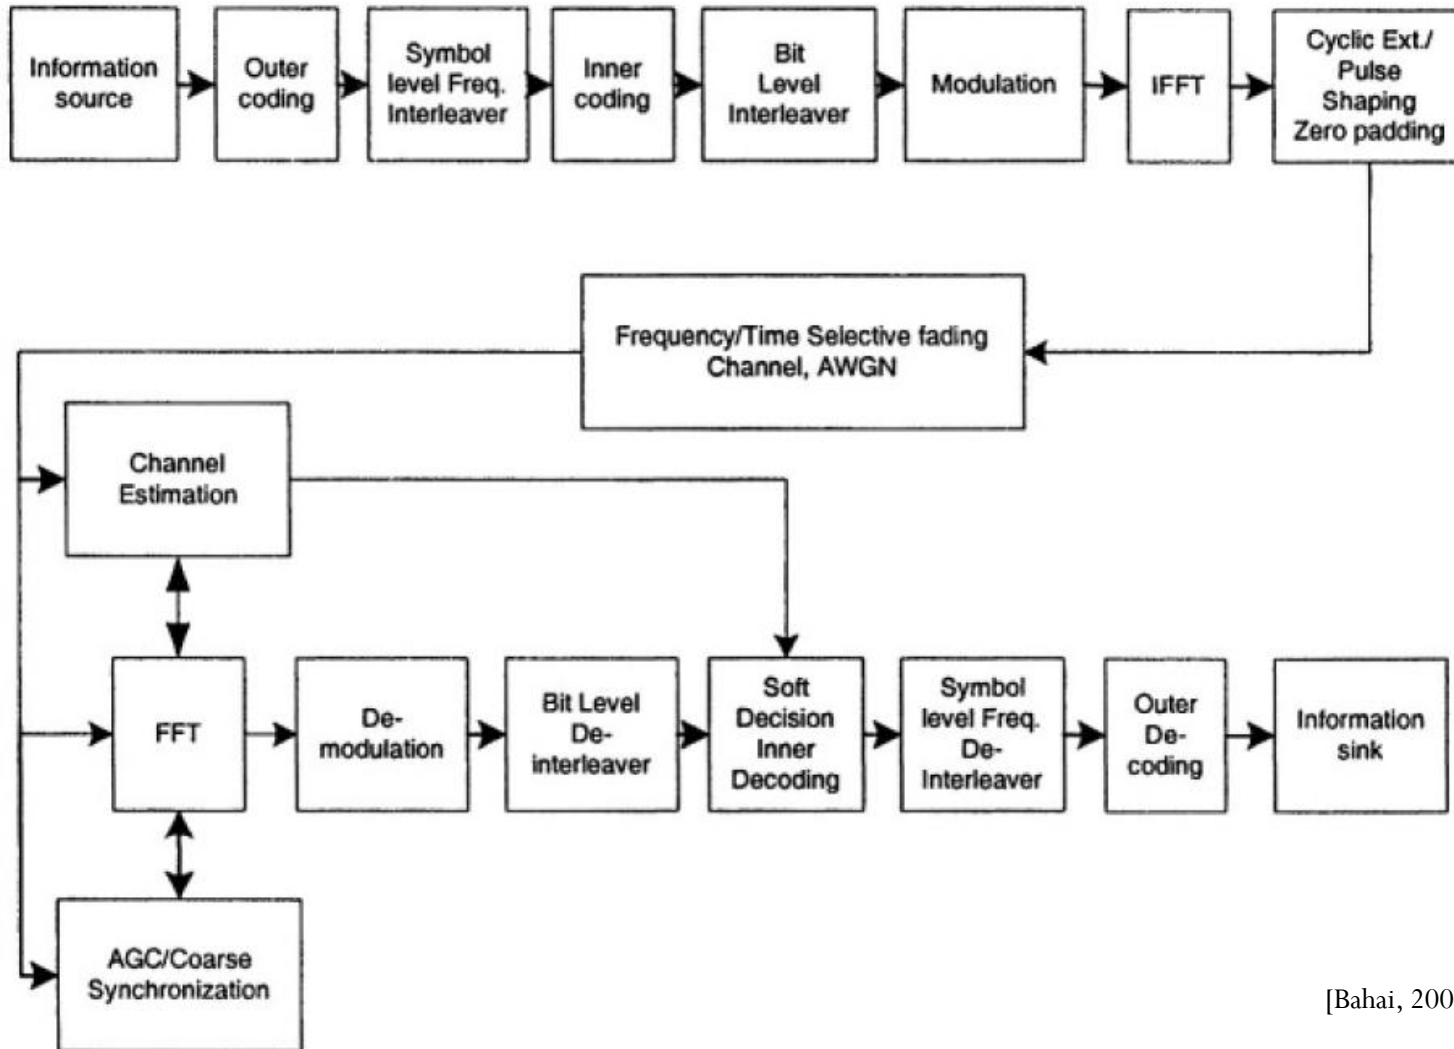 Information
source
Outer
coding
Symbol
level Freq.
Interleaver
Inner
coding
Bit
Level
Interleaver
Modulation
IFFT
Cyclic Ext./
Pulse
Shaping
Zero padding
Frequency/Time Selective fading
Channel, AWGN
Channel
Estimation
FFT
De-
modulation
Bit Level
De-
interleaver
Soft
Decision
Inner
Decoding
Symbol
level Freq.
De-
Interleaver
Outer
De-
coding
Information
sink
AGC/Coarse
Synchronization
[Bahai, 200